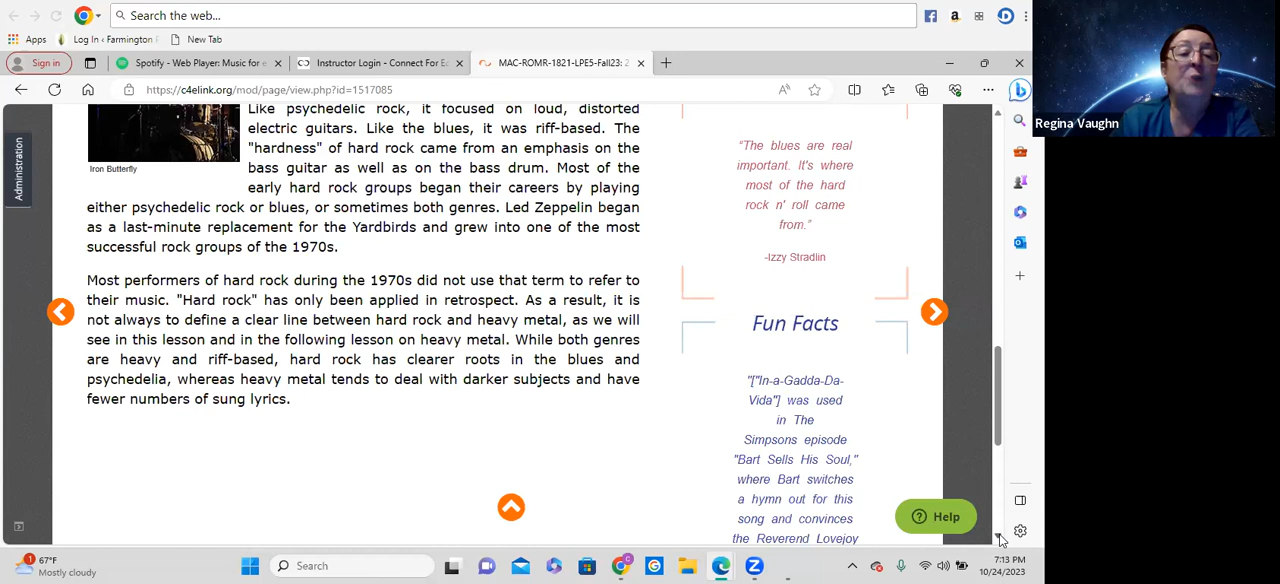 Search the web...
Apps
Log In ‹ Farmington
New Tab
Sign in
Spotify - Web Player: Music for e
Instructor Login - Connect For Ed
MAC-ROMR-1821-LPE5-Fall23: 2
https://c4elink.org/mod/page/view.php?id=1517085
Regina Vaughn
Administration
Iron Butterfly
Like psychedelic rock, it focused on loud, distorted
electric guitars. Like the blues, it was riff-based. The
"hardness" of hard rock came from an emphasis on the
bass guitar as well as on the bass drum. Most of the
early hard rock groups began their careers by playing
either psychedelic rock or blues, or sometimes both genres. Led Zeppelin began
as a last-minute replacement for the Yardbirds and grew into one of the most
successful rock groups of the 1970s.
Most performers of hard rock during the 1970s did not use that term to refer to
their music. "Hard rock" has only been applied in retrospect. As a result, it is
not always to define a clear line between hard rock and heavy metal, as we will
see in this lesson and in the following lesson on heavy metal. While both genres
are heavy and riff-based, hard rock has clearer roots in the blues and
psychedelia, whereas heavy metal tends to deal with darker subjects and have
fewer numbers of sung lyrics.
"The blues are real
important. It's where
most of the hard
rock n' roll came
from."
-Izzy Stradlin
Fun Facts
"["In-a-Gadda-Da-
Vida"] was used
in The
Simpsons episode
"Bart Sells His Soul,"
where Bart switches
a hymn out for this
song and convinces
the Reverend Lovejoy
Help
67°F
Mostly cloudy
Search
7:13 PM
10/24/2023